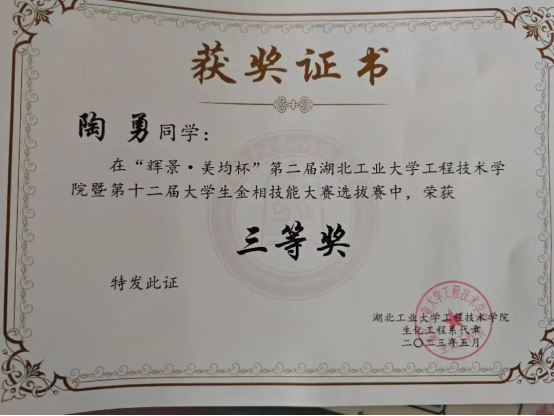 获奖证书
陶勇同学：
在“辉景·美均杯”第二届湖北工业大学工程技术学
院暨第十二届大学生金相技能大赛选拔赛中，荣获
三等奖
特发此证
湖北工业大学工程技术学院
生化工程系代章
二〇二三年五月